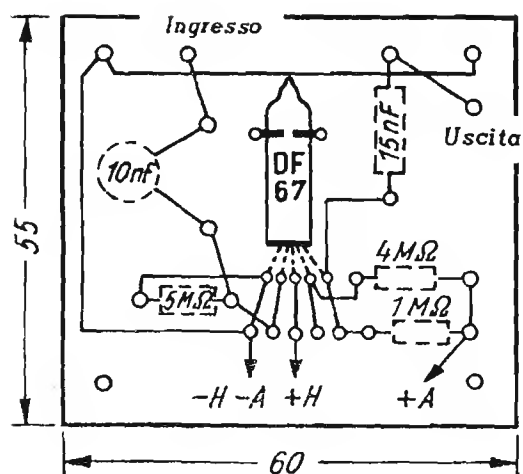 Ingresso
10nF
DF
67
15nF
Uscita
55
5MΩ
4MΩ
1MΩ
-H -A +H
+A
60